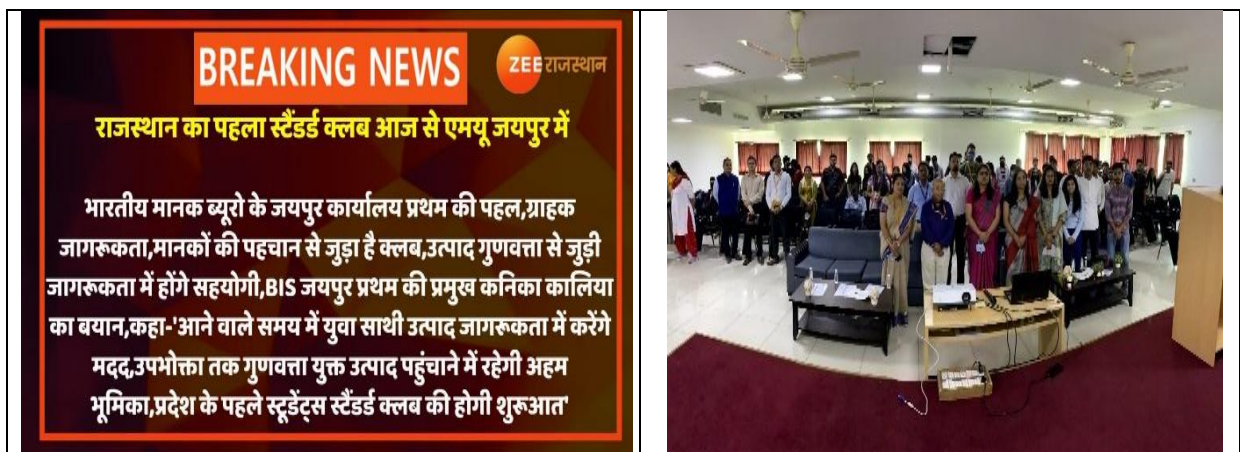 BREAKING NEWS
ZEE राजस्थान
राजस्थान का पहला स्टैंडर्ड क्लब आज से एमयू जयपुर में
भारतीय मानक ब्यूरो के जयपुर कार्यालय प्रथम की पहल,ग्राहक
जागरूकता,मानकों की पहचान से जुड़ा है क्लब,उत्पाद गुणवत्ता से जुड़ी
जागरूकता में होंगे सहयोगी,BIS जयपुर प्रथम की प्रमुख कनिका कालिया
का बयान,कहा-'आने वाले समय में युवा साथी उत्पाद जागरूकता में करेंगे
मदद,उपभोक्ता तक गुणवत्ता युक्त उत्पाद पहुंचाने में रहेगी अहम
भूमिका,प्रदेश के पहले स्टूडेंट्स स्टैंडर्ड क्लब की होगी शुरूआत'